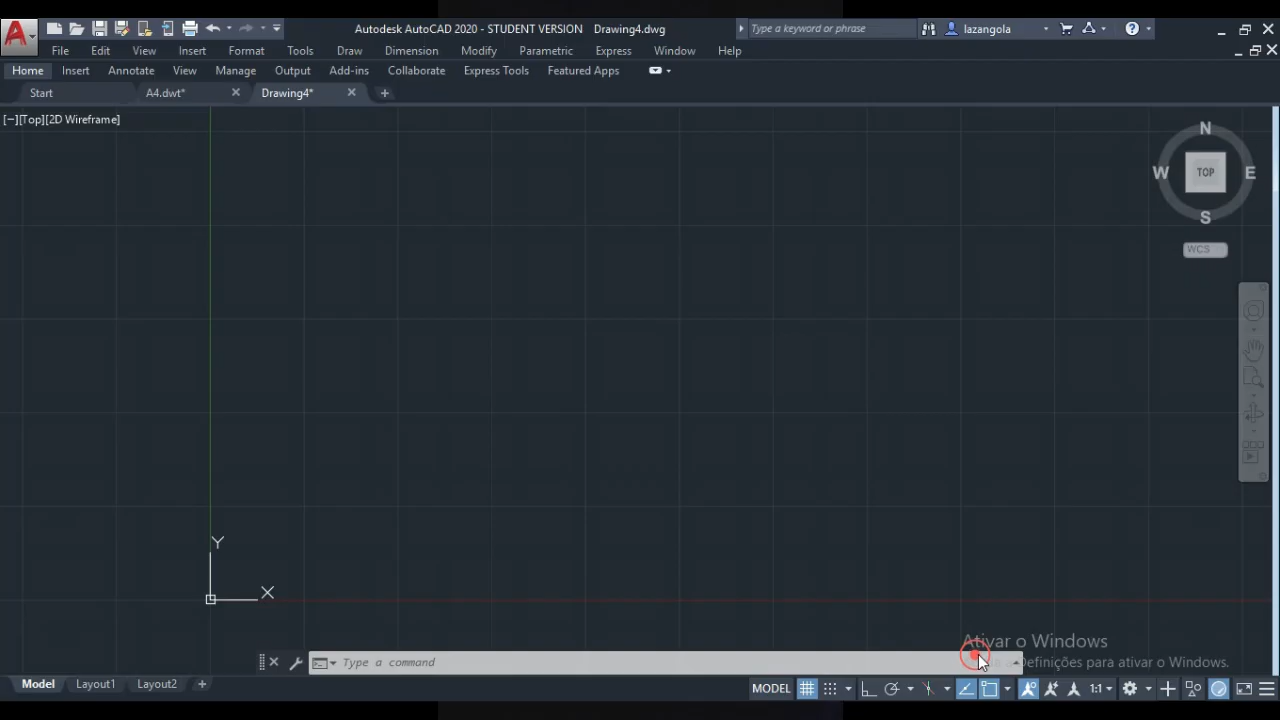 Autodesk AutoCAD 2020 - STUDENT VERSION Drawing4.dwg Type a keyword or phrase lazangola
File Edit View Insert Format Tools Draw Dimension Modify Parametric Express Window Help
Home Insert Annotate View Manage Output Add-ins Collaborate Express Tools Featured Apps
Start A4.dwt* Drawing4*
[−][Top][2D Wireframe]
N
W TOP E
S
WCS
Y
X
Ativar o Windows
Type a command
Definições para ativar o Windows.
Model Layout1 Layout2
MODEL 1:1